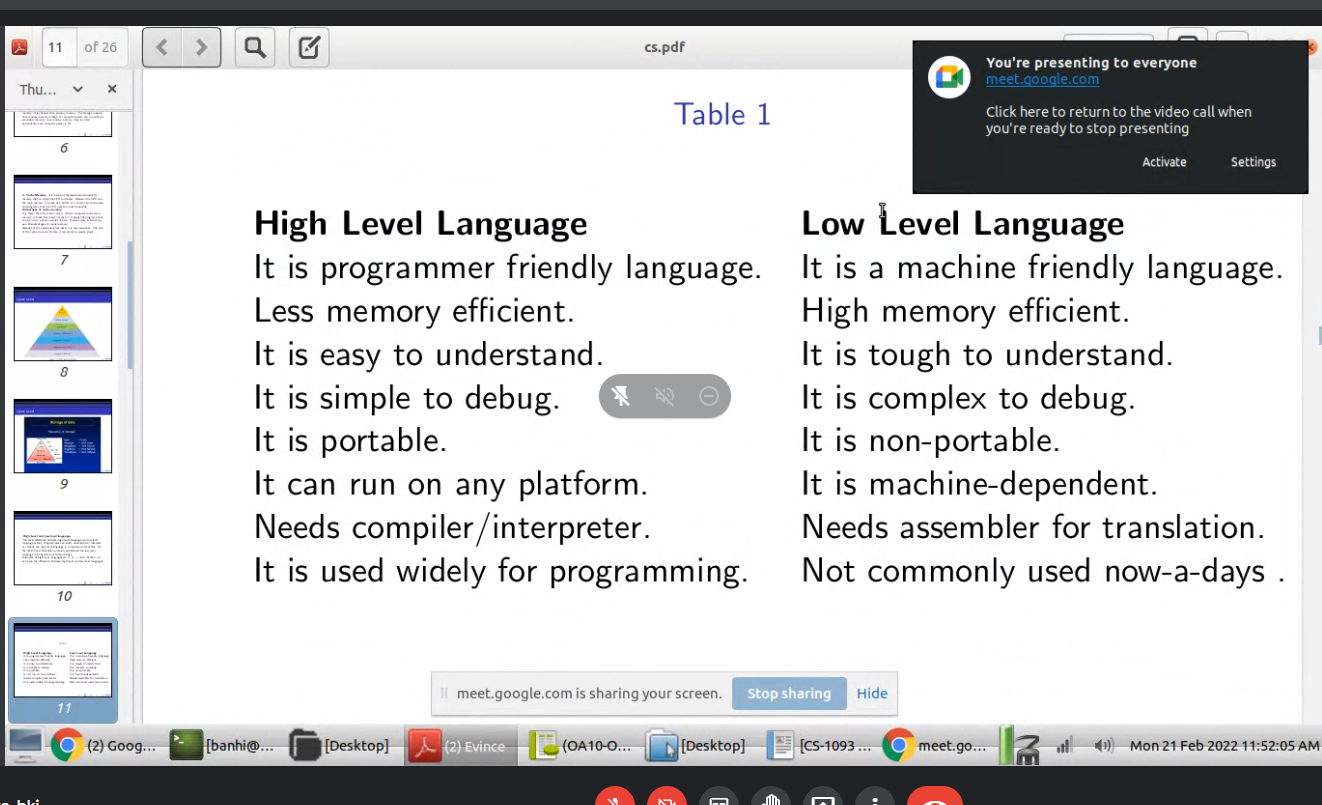 11 of 26
cs.pdf
You're presenting to everyone
meet.google.com
Click here to return to the video call when
you're ready to stop presenting
Activate Settings
Thu...
6
7
8
9
10
11
Table 1
High Level Language Low Level Language
It is programmer friendly language. It is a machine friendly language.
Less memory efficient. High memory efficient.
It is easy to understand. It is tough to understand.
It is simple to debug. It is complex to debug.
It is portable. It is non-portable.
It can run on any platform. It is machine-dependent.
Needs compiler/interpreter. Needs assembler for translation.
It is used widely for programming. Not commonly used now-a-days .
meet.google.com is sharing your screen. Stop sharing Hide
(2) Goog... [banhi@... [Desktop] (2) Evince (OA10-O... [Desktop] [CS-1093 ... meet.go... Mon 21 Feb 2022 11:52:05 AM